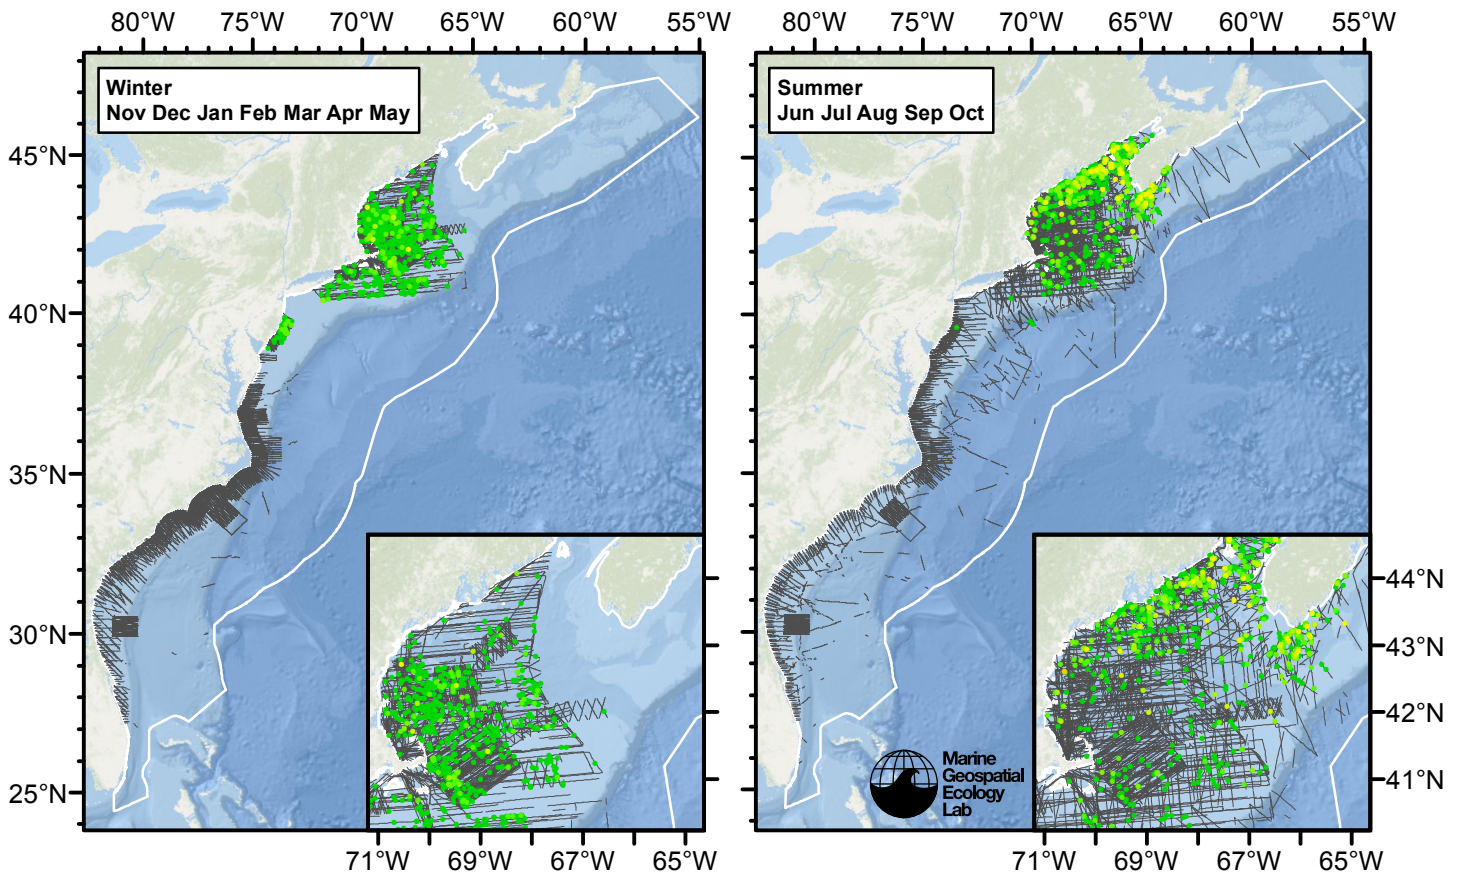 80°W 75°W 70°W 65°W 60°W 55°W
80°W 75°W 70°W 65°W 60°W 55°W
Winter
Nov Dec Jan Feb Mar Apr May
Summer
Jun Jul Aug Sep Oct
45°N
40°N
35°N
30°N
25°N
44°N
43°N
42°N
41°N
Marine
Geospatial
Ecology
Lab
71°W 69°W 67°W 65°W
71°W 69°W 67°W 65°W